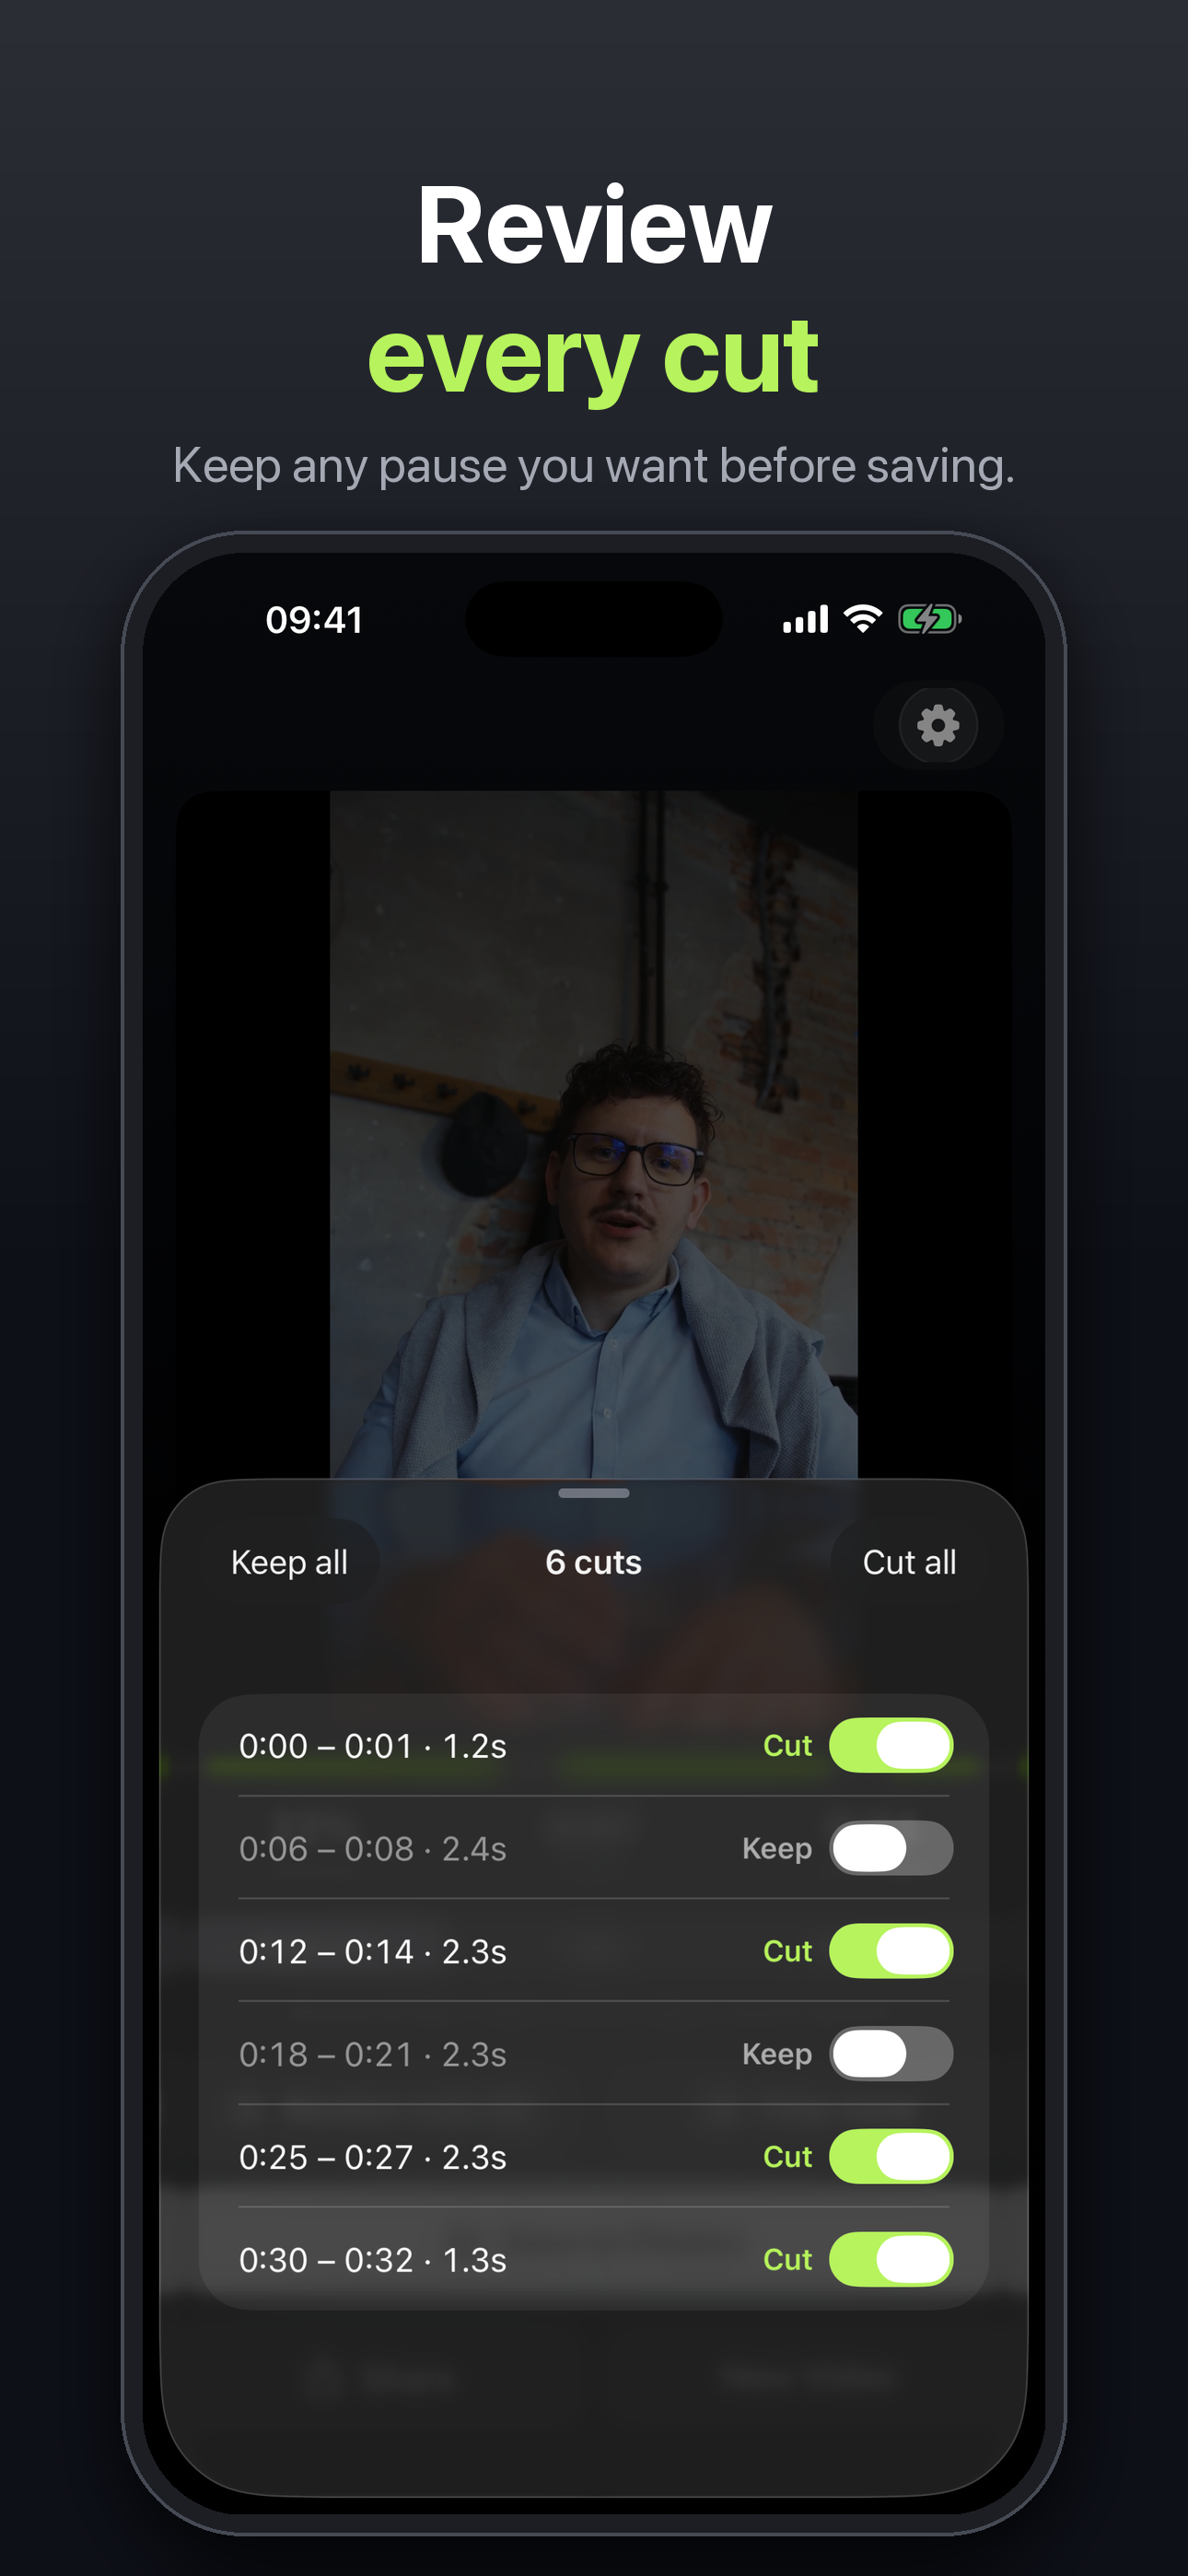 Review
every cut
Keep any pause you want before saving.
09:41
Keep all 6 cuts Cut all
0:00 – 0:01 · 1.2s Cut
0:06 – 0:08 · 2.4s Keep
0:12 – 0:14 · 2.3s Cut
0:18 – 0:21 · 2.3s Keep
0:25 – 0:27 · 2.3s Cut
0:30 – 0:32 · 1.3s Cut